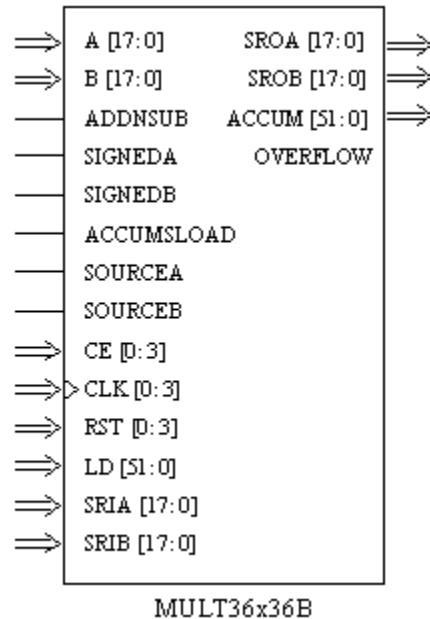 A [17:0] SROA [17:0]
B [17:0] SROB [17:0]
ADDNSUB ACCUM [51:0]
SIGNEDA OVERFLOW
SIGNEDB
ACCUMSLOAD
SOURCEA
SOURCEB
CE [0:3]
CLK [0:3]
RST [0:3]
LD [51:0]
SRIA [17:0]
SRIB [17:0]
MULT36x36B